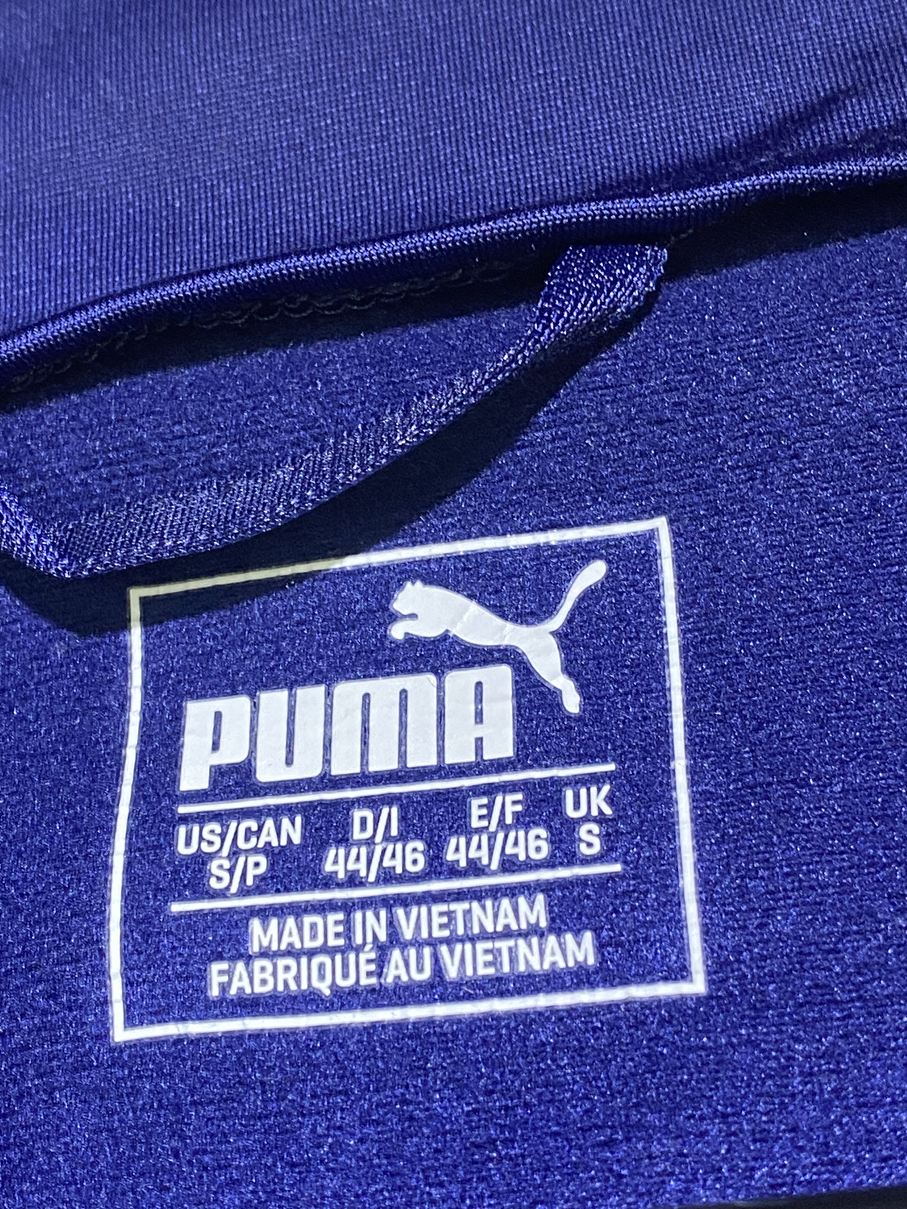 PUMA
US/CAN D/I E/F UK
S/P 44/46 44/46 S
MADE IN VIETNAM
FABRIQUÉ AU VIETNAM